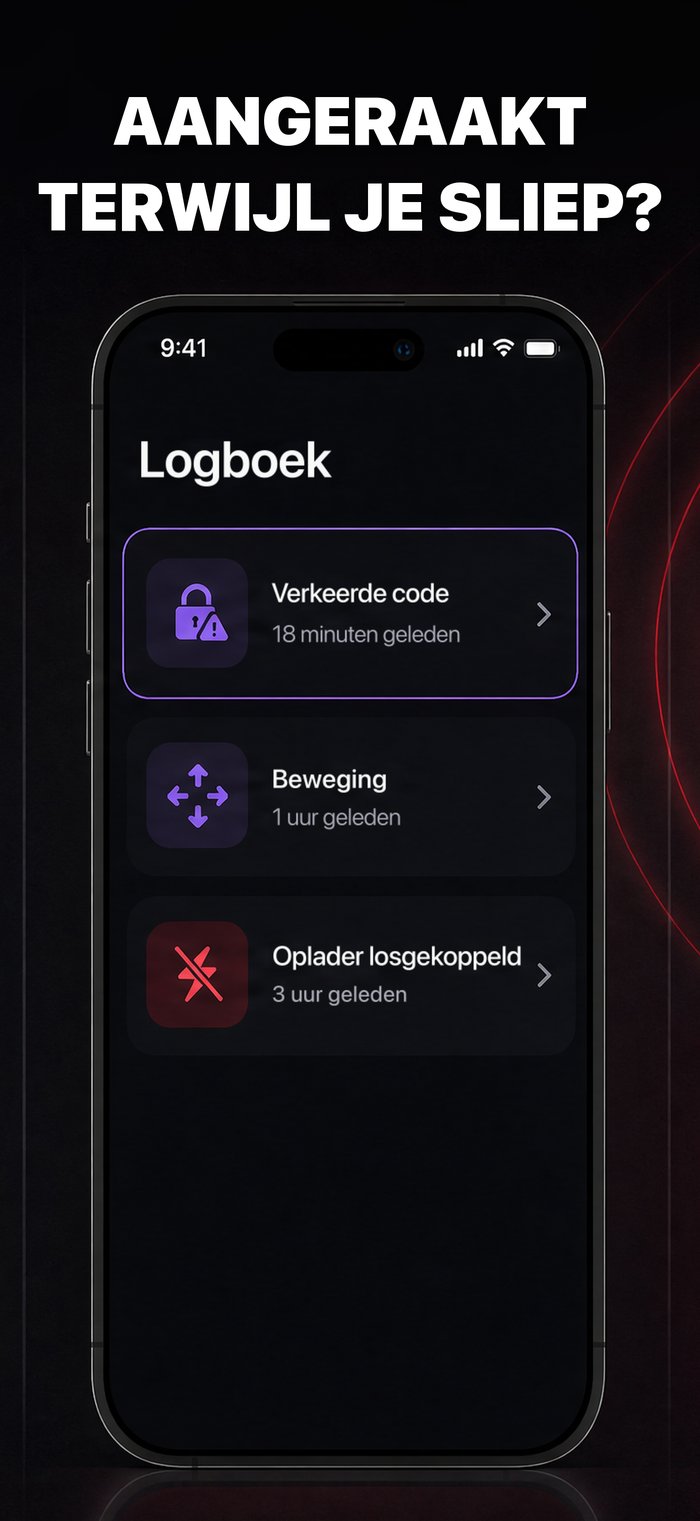 AANGERAAKT
TERWIJL JE SLIEP?
9:41
Logboek
Verkeerde code
18 minuten geleden
Beweging
1 uur geleden
Oplader losgekoppeld
3 uur geleden